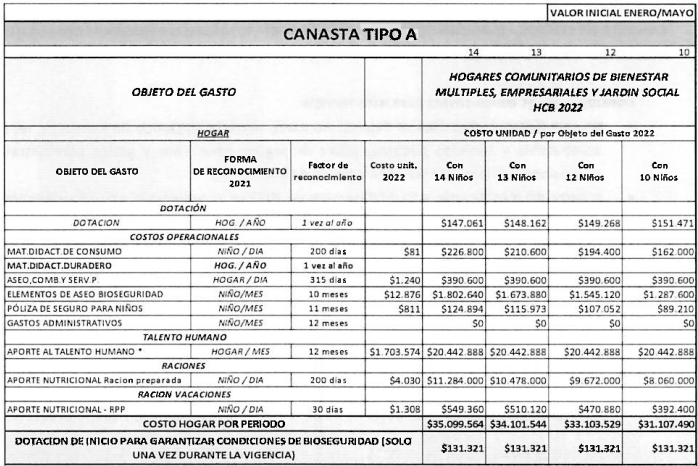 VALOR INICIAL ENERO/MAYO
CANASTA TIPO A
14 13 12 10
OBJETO DEL GASTO
HOGARES COMUNITARIOS DE BIENESTAR
MULTIPLES, EMPRESARIALES Y JARDIN SOCIAL
HCB 2022
HOGAR
COSTO UNIDAD / por Objeto del Gasto 2022
OBJETO DEL GASTO FORMA DE RECONOCIMIENTO 2021 Factor de reconocimiento Costo unit. 2022 Con 14 Niños Con 13 Niños Con 12 Niños Con 10 Niños
DOTACIÓN
DOTACION HOG. / AÑO 1 vez al año $147.061 $148.162 $149.268 $151.471
COSTOS OPERACIONALES
MAT.DIDACT.DE CONSUMO NIÑO / DIA 200 dias $81 $226.800 $210.600 $194.400 $162.000
MAT.DIDACT.DURADERO HOG. / AÑO 1 vez al año
ASEO,COMB.Y SERV.P HOGAR / DIA 315 dias $1.240 $390.600 $390.600 $390.600 $390.600
ELEMENTOS DE ASEO BIOSEGURIDAD NIÑO/MES 10 meses $12.876 $1.802.640 $1.673.880 $1.545.120 $1.287.600
PÓLIZA DE SEGURO PARA NIÑOS NIÑO/MES 11 meses $811 $124.894 $115.973 $107.052 $89.210
GASTOS ADMINISTRATIVOS NIÑO/MES 12 meses $0 $0 $0 $0
TALENTO HUMANO
APORTE AL TALENTO HUMANO * HOGAR / MES 12 meses $1.703.574 $20.442.888 $20.442.888 $20.442.888 $20.442.888
RACIONES
APORTE NUTRICIONAL Racion preparada NIÑO / DIA 200 dias $4.030 $11.284.000 $10.478.000 $9.672.000 $8.060.000
RACION VACACIONES
APORTE NUTRICIONAL - RPP NIÑO / DIA 30 dias $1.308 $549.360 $510.120 $470.880 $392.400
COSTO HOGAR POR PERIODO $35.099.564 $34.101.544 $33.103.529 $31.107.490
DOTACION DE INICIO PARA GARANTIZAR CONDICIONES DE BIOSEGURIDAD (SOLO
UNA VEZ DURANTE LA VIGENCIA) $131.321 $131.321 $131.321 $131.321